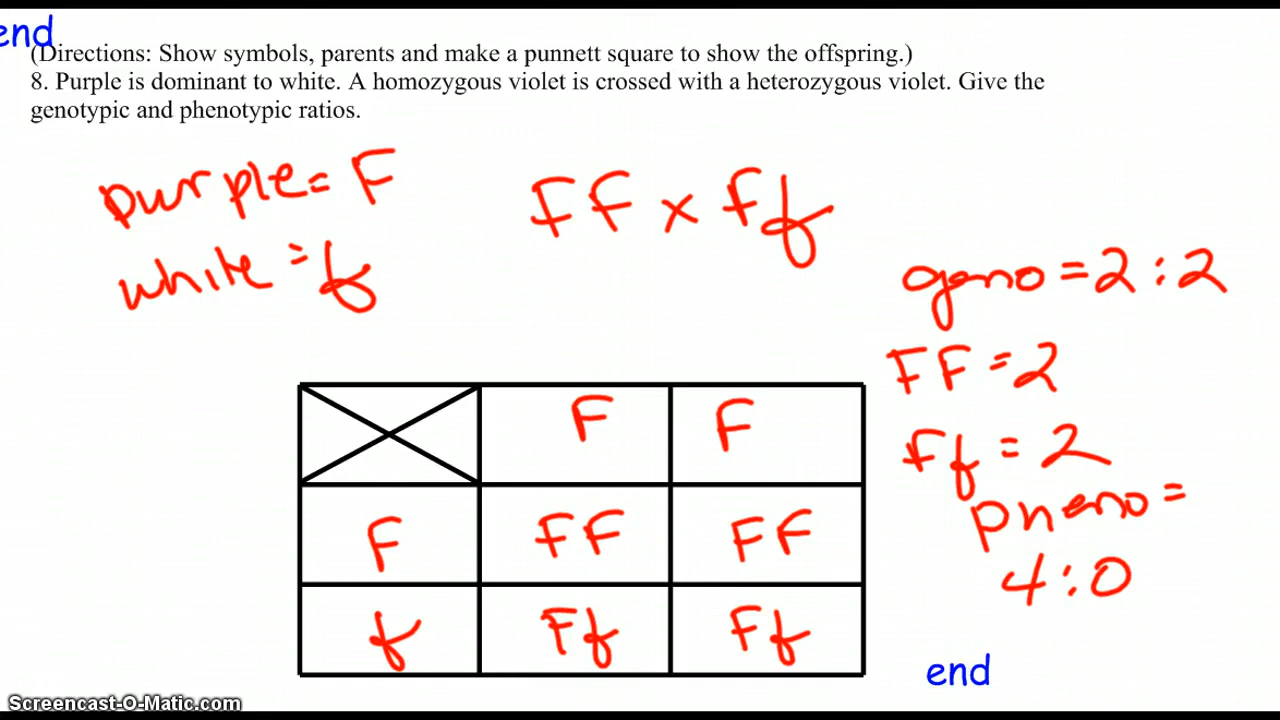 end
(Directions: Show symbols, parents and make a punnett square to show the offspring.)
8. Purple is dominant to white. A homozygous violet is crossed with a heterozygous violet. Give the
genotypic and phenotypic ratios.
purple = F
white = f
FF x Ff
geno = 2 : 2
FF = 2
Ff = 2
pheno =
4 : 0
F F
F FF FF
f Ff Ff
end
Screencast-O-Matic.com